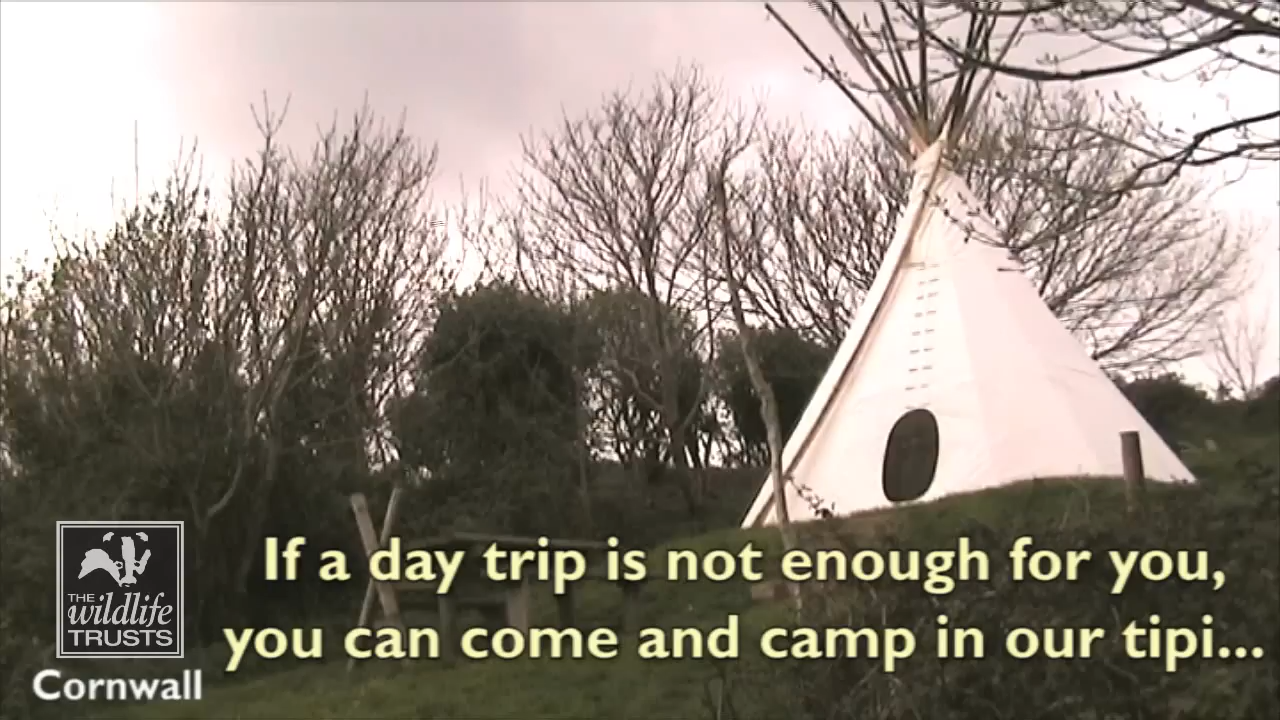 If a day trip is not enough for you,
you can come and camp in our tipi...
THE
wildlife
TRUSTS
Cornwall